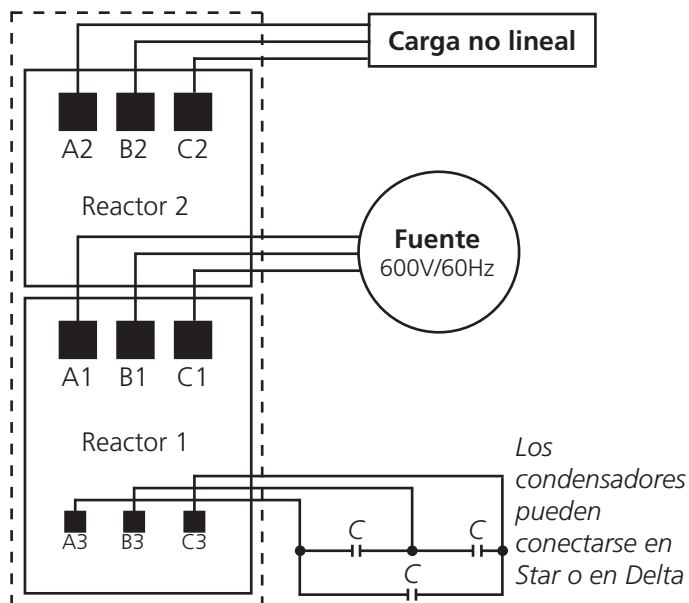 Carga no lineal
A2 B2 C2
Reactor 2
Fuente
600V/60Hz
A1 B1 C1
Reactor 1
A3 B3 C3
C C
C
Los
condensadores
pueden
conectarse en
Star o en Delta